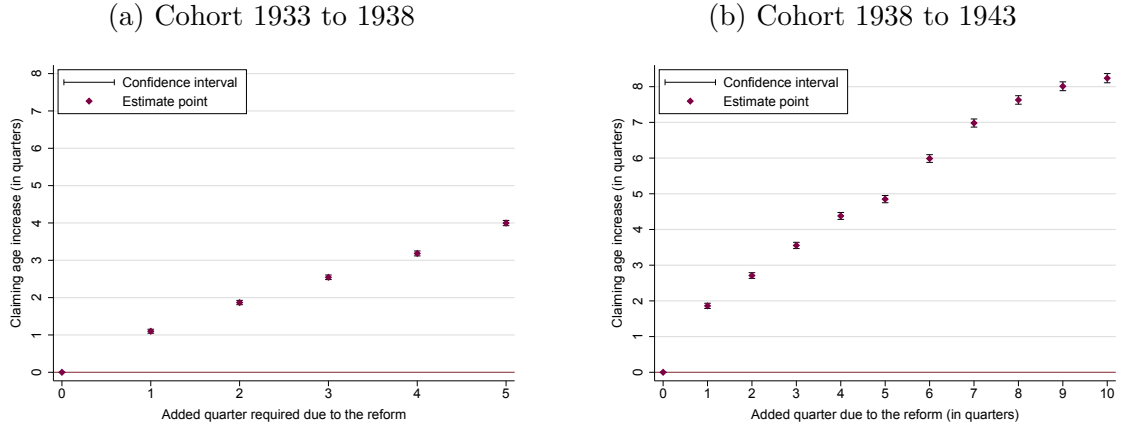 (a) Cohort 1933 to 1938
Confidence interval
Estimate point
Claiming age increase (in quarters)
8
7
6
5
4
3
2
1
0
0 1 2 3 4 5
Added quarter required due to the reform
(b) Cohort 1938 to 1943
Confidence interval
Estimate point
Claiming age increase (in quarters)
8
7
6
5
4
3
2
1
0
0 1 2 3 4 5 6 7 8 9 10
Added quarter due to the reform (in quarters)